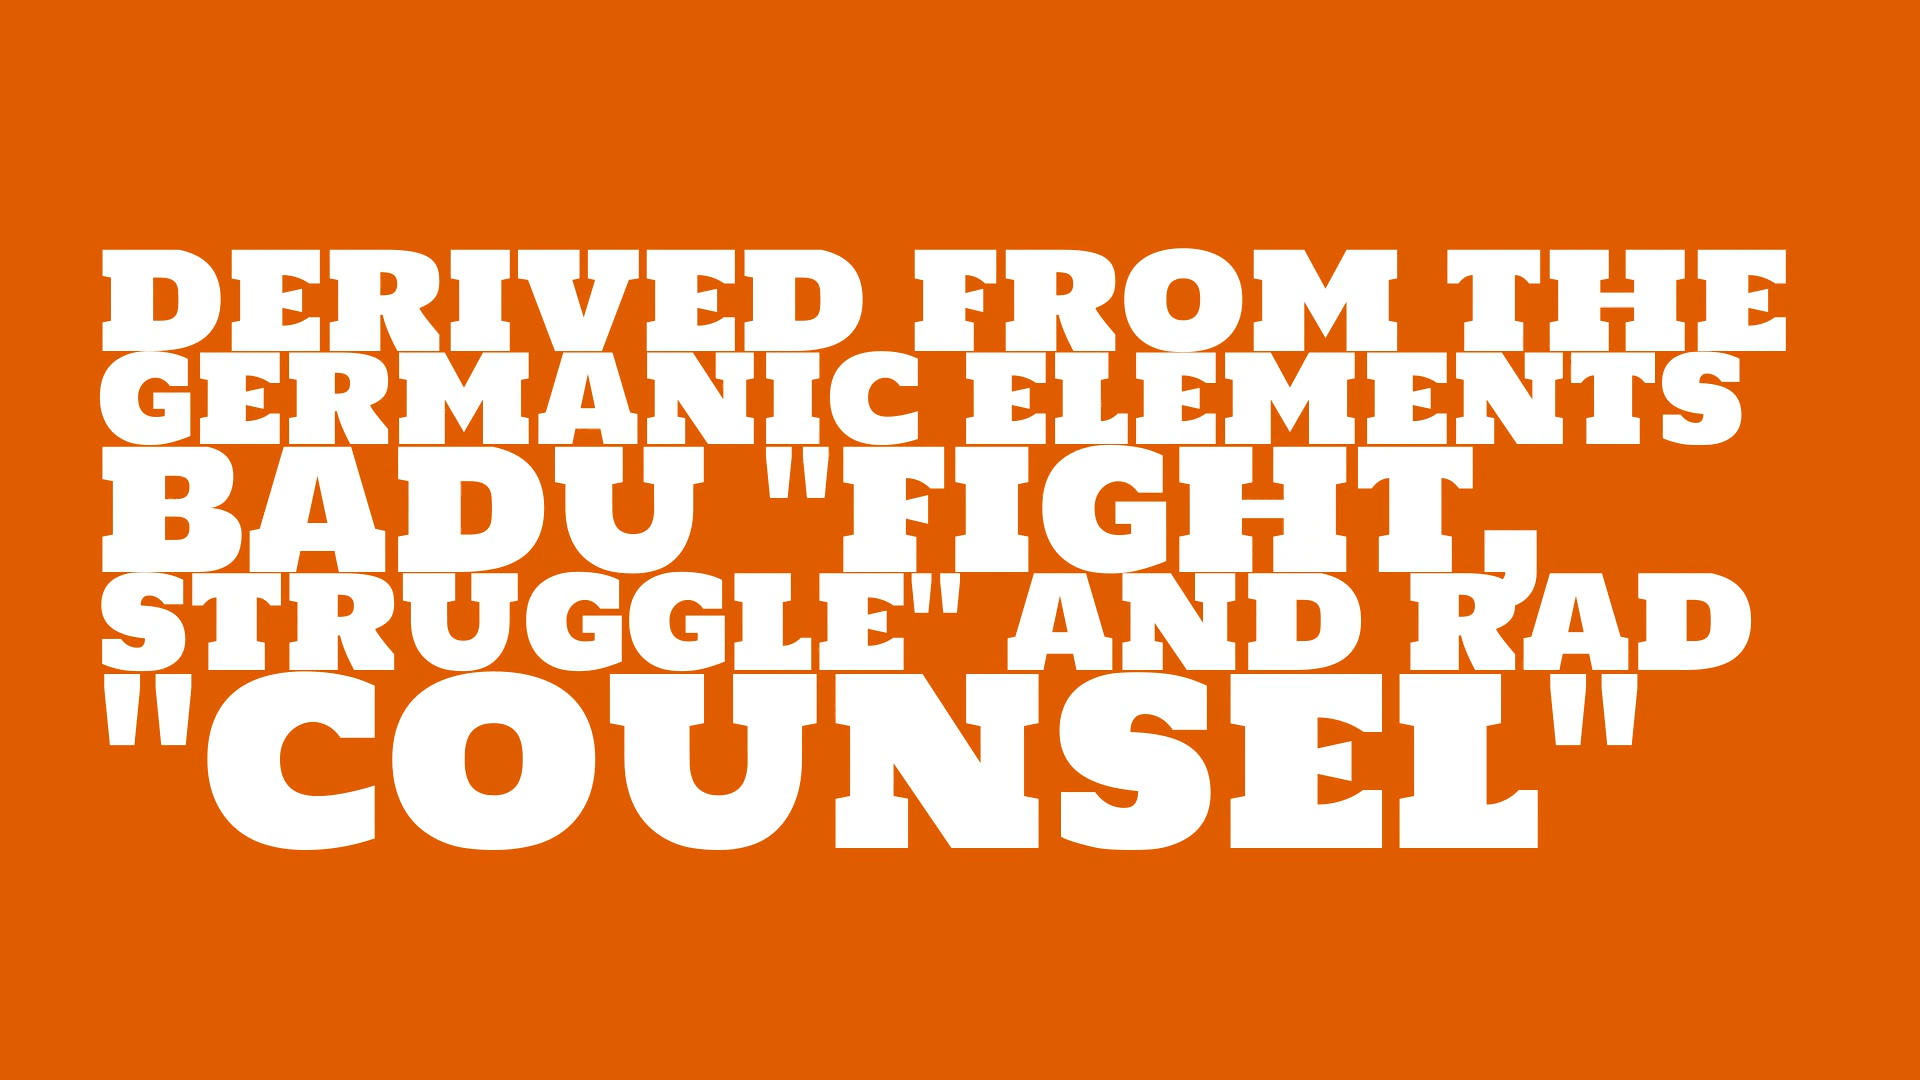 DERIVED FROM THE
GERMANIC ELEMENTS
BADU "FIGHT,
STRUGGLE" AND RAD
"COUNSEL"